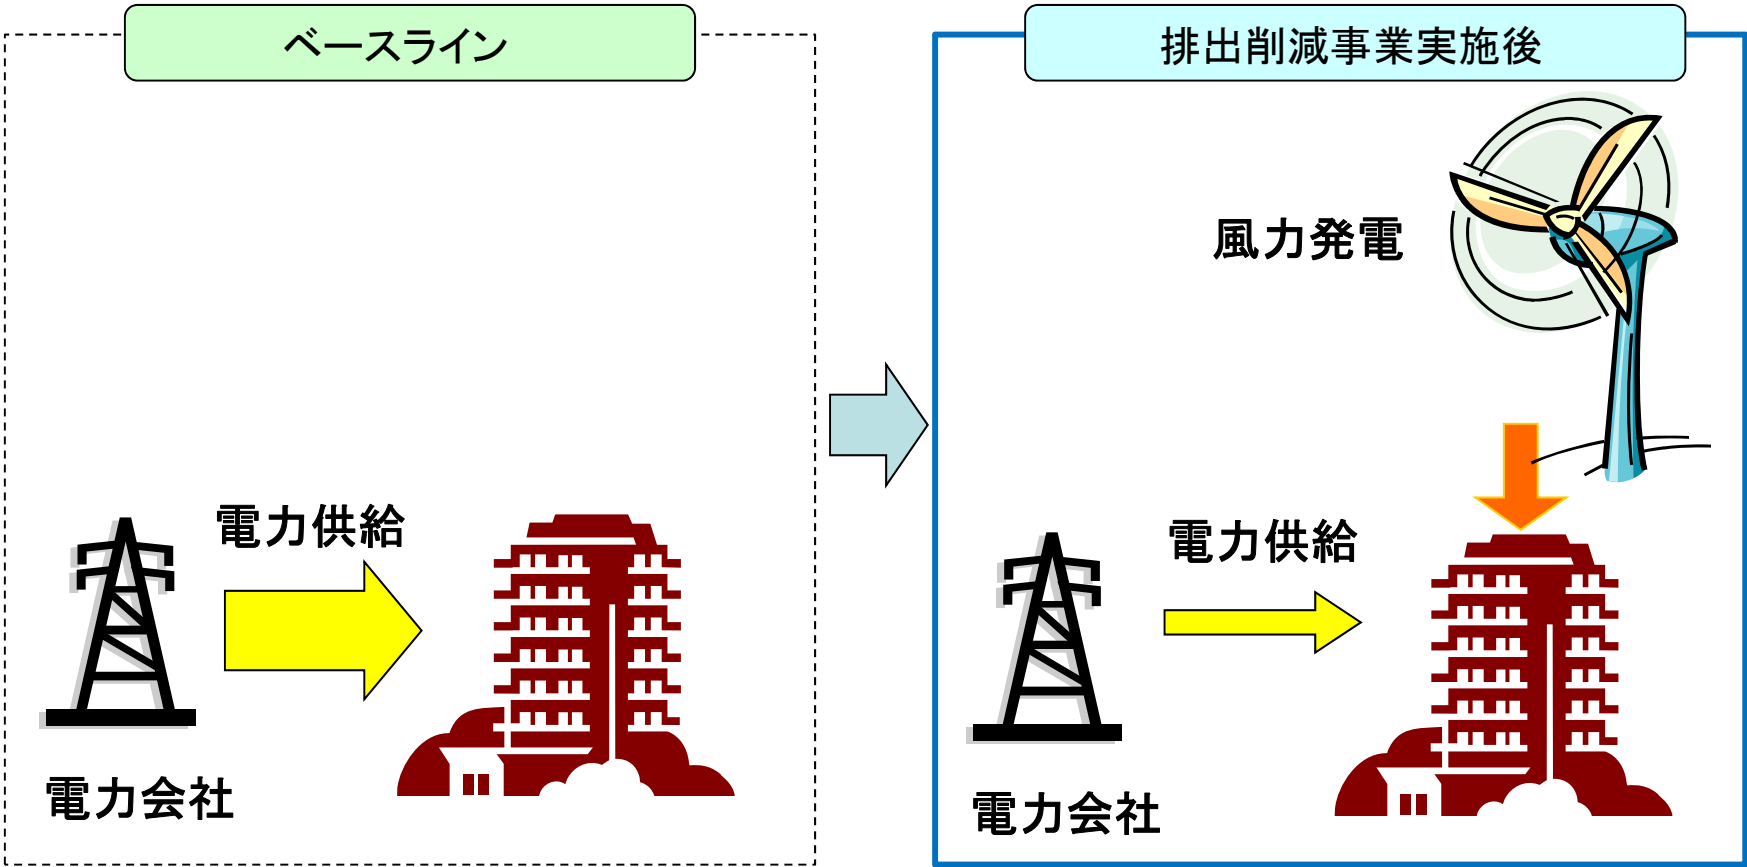 ベースライン
電力供給
電力会社
排出削減事業実施後
風力発電
電力供給
電力会社